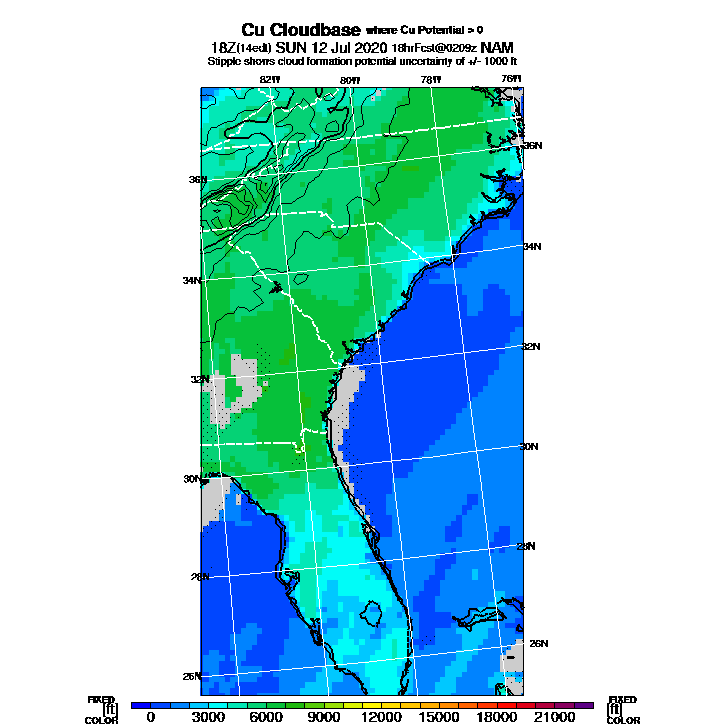 Cu Cloudbase where Cu Potential > 0
18Z(14edt) SUN 12 Jul 2020 18hrFcst@0209z NAM
Stipple shows cloud formation potential uncertainty of +/- 1000 ft
82W 80W 78W 76W
36N
36N
34N
34N
32N
32N
30N
30N
28N
28N
26N
26N
FIXED FIXED
[ft] 0 3000 6000 9000 12000 15000 18000 21000 [ft]
COLOR COLOR